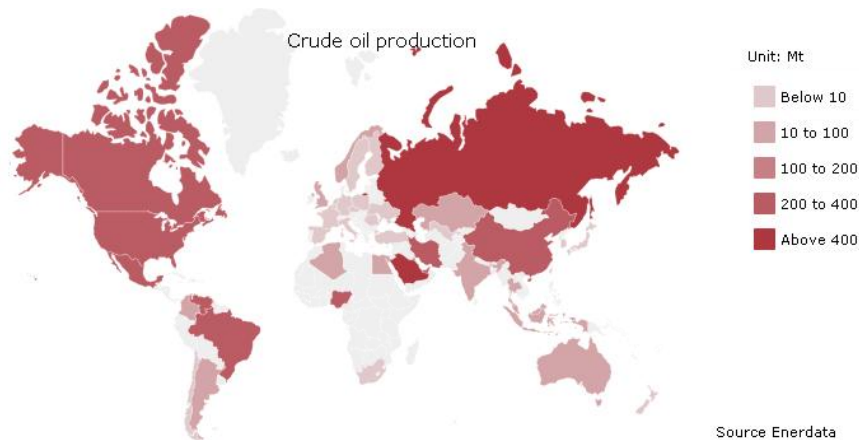 Crude oil production
Unit: Mt
Below 10
10 to 100
100 to 200
200 to 400
Above 400
Source Enerdata